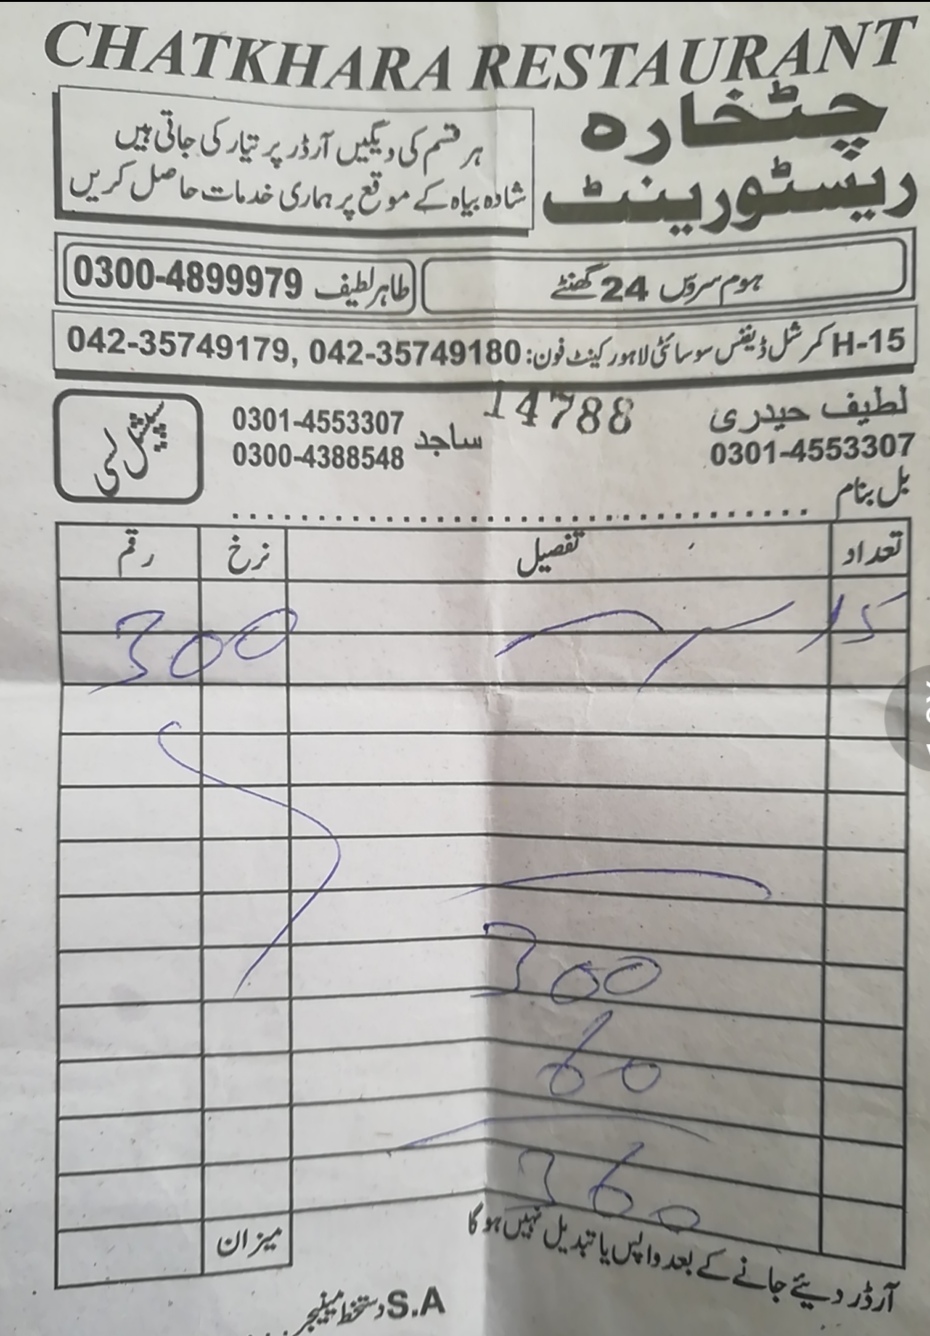 CHATKHARA RESTAURANT
چٹخارہ
ریسٹورینٹ
ہر قسم کی دیگیں آرڈر پر تیار کی جاتی ہیں
شادہ بیاہ کے موقع پر ہماری خدمات حاصل کریں
ہوم سروس 24 گھنٹے
طاہر لطیف 0300-4899979
H-15 کمرشل ڈیفنس سوسائٹی لاہور کینٹ فون: 042-35749179, 042-35749180
لطیف حیدری
0301-4553307
14788
ساجد
0301-4553307
0300-4388548
سپیشل لسی
بل بنام
تعداد تفصیل نرخ رقم
15 300
300
60
360
میزان
آرڈر دیئے جانے کے بعد واپس یا تبدیل نہیں ہو گا
S.A دستخط مینیجر